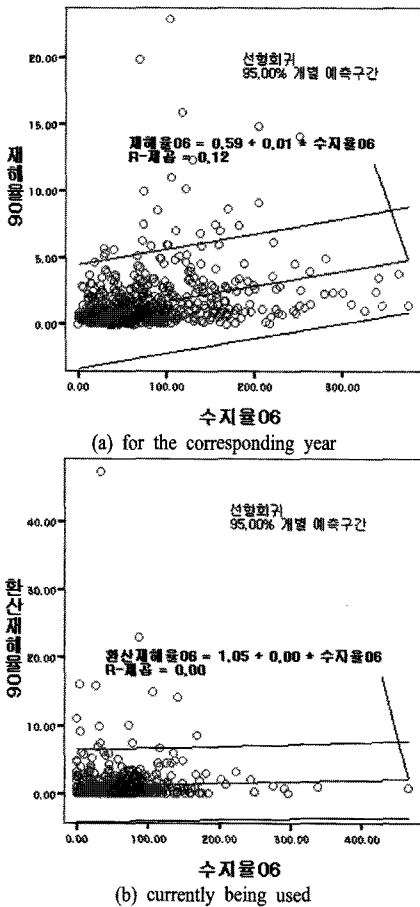 20.00
15.00
10.00
5.00
0.00
재해율06
선형회귀
95.00% 개별 예측구간
재해율06 = 0.59 + 0.01 * 수지율06
R-제곱 = 0.12
0.00 100.00 200.00 300.00
수지율06
(a) for the corresponding year
40.00
30.00
20.00
10.00
0.00
환산재해율06
선형회귀
95.00% 개별 예측구간
환산재해율06 = 1.05 + 0.00 * 수지율06
R-제곱 = 0.00
0.00 100.00 200.00 300.00 400.00
수지율06
(b) currently being used